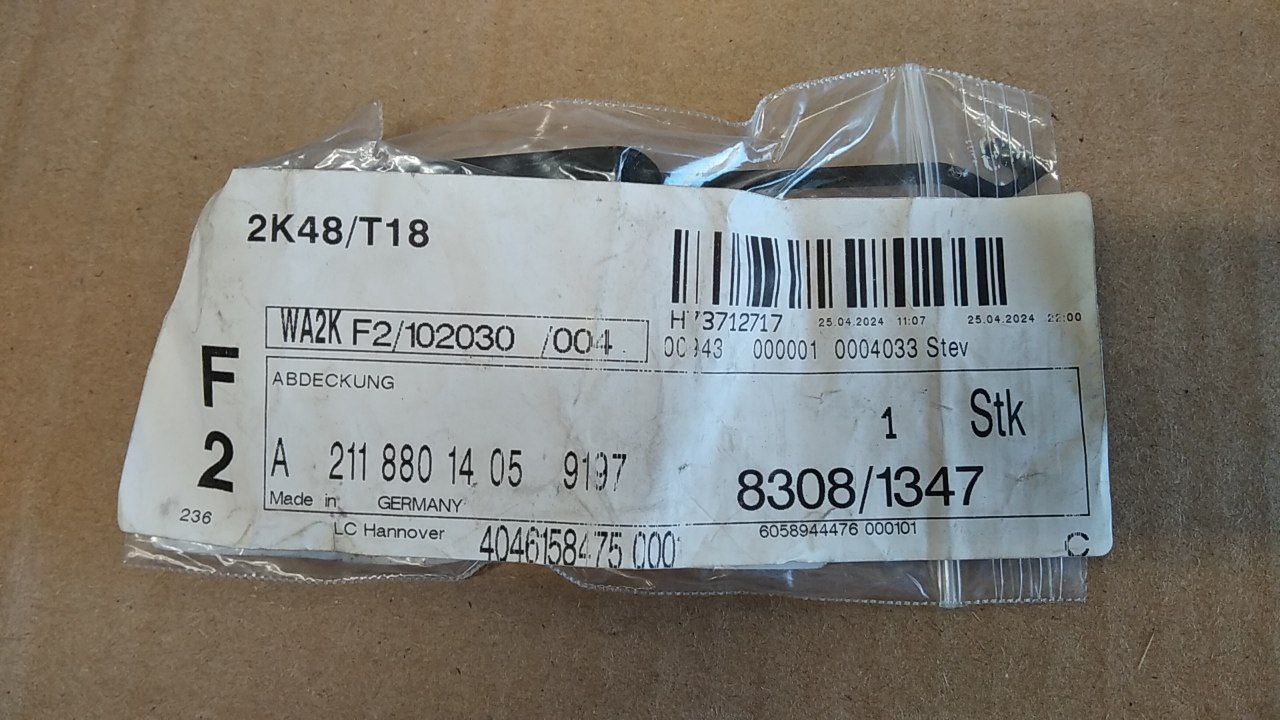 2K48/T18
H 73712717 25.04.2024 11:07 25.04.2024 22:00
WA2K F2/102030 /004
000001 0004033 Stev
F
2
ABDECKUNG
1 Stk
A 211 880 14 05 9197
8308/1347
Made in GERMANY
236
LC Hannover 4046158475 000
6058944476 000101
C